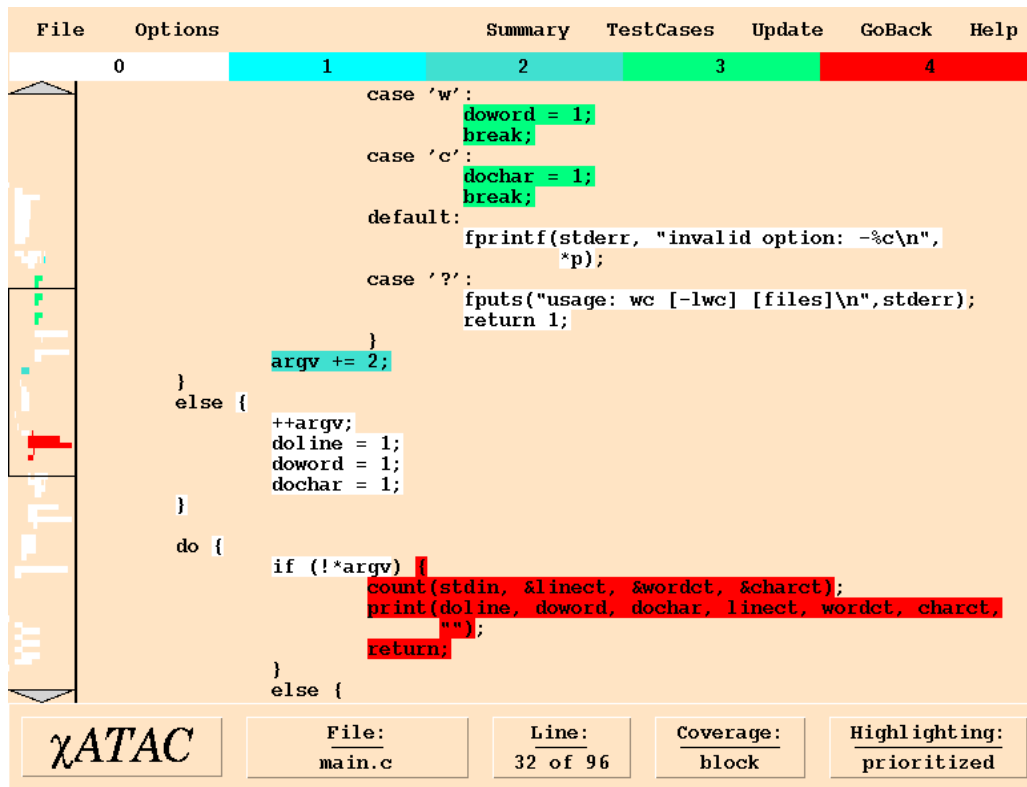 File Options Summary TestCases Update GoBack Help
0 1 2 3 4
case 'w':
doword = 1;
break;
case 'c':
dochar = 1;
break;
default:
fprintf(stderr, "invalid option: -%c\n",
*p);
case '?':
fputs("usage: wc [-lwc] [files]\n",stderr);
return 1;
}
argv += 2;
}
else {
++argv;
doline = 1;
doword = 1;
dochar = 1;
}
do {
if (!*argv) {
count(stdin, &linect, &wordct, &charct);
print(doline, doword, dochar, linect, wordct, charct,
"");
return;
}
else {
χATAC File: Line: Coverage: Highlighting:
main.c 32 of 96 block prioritized